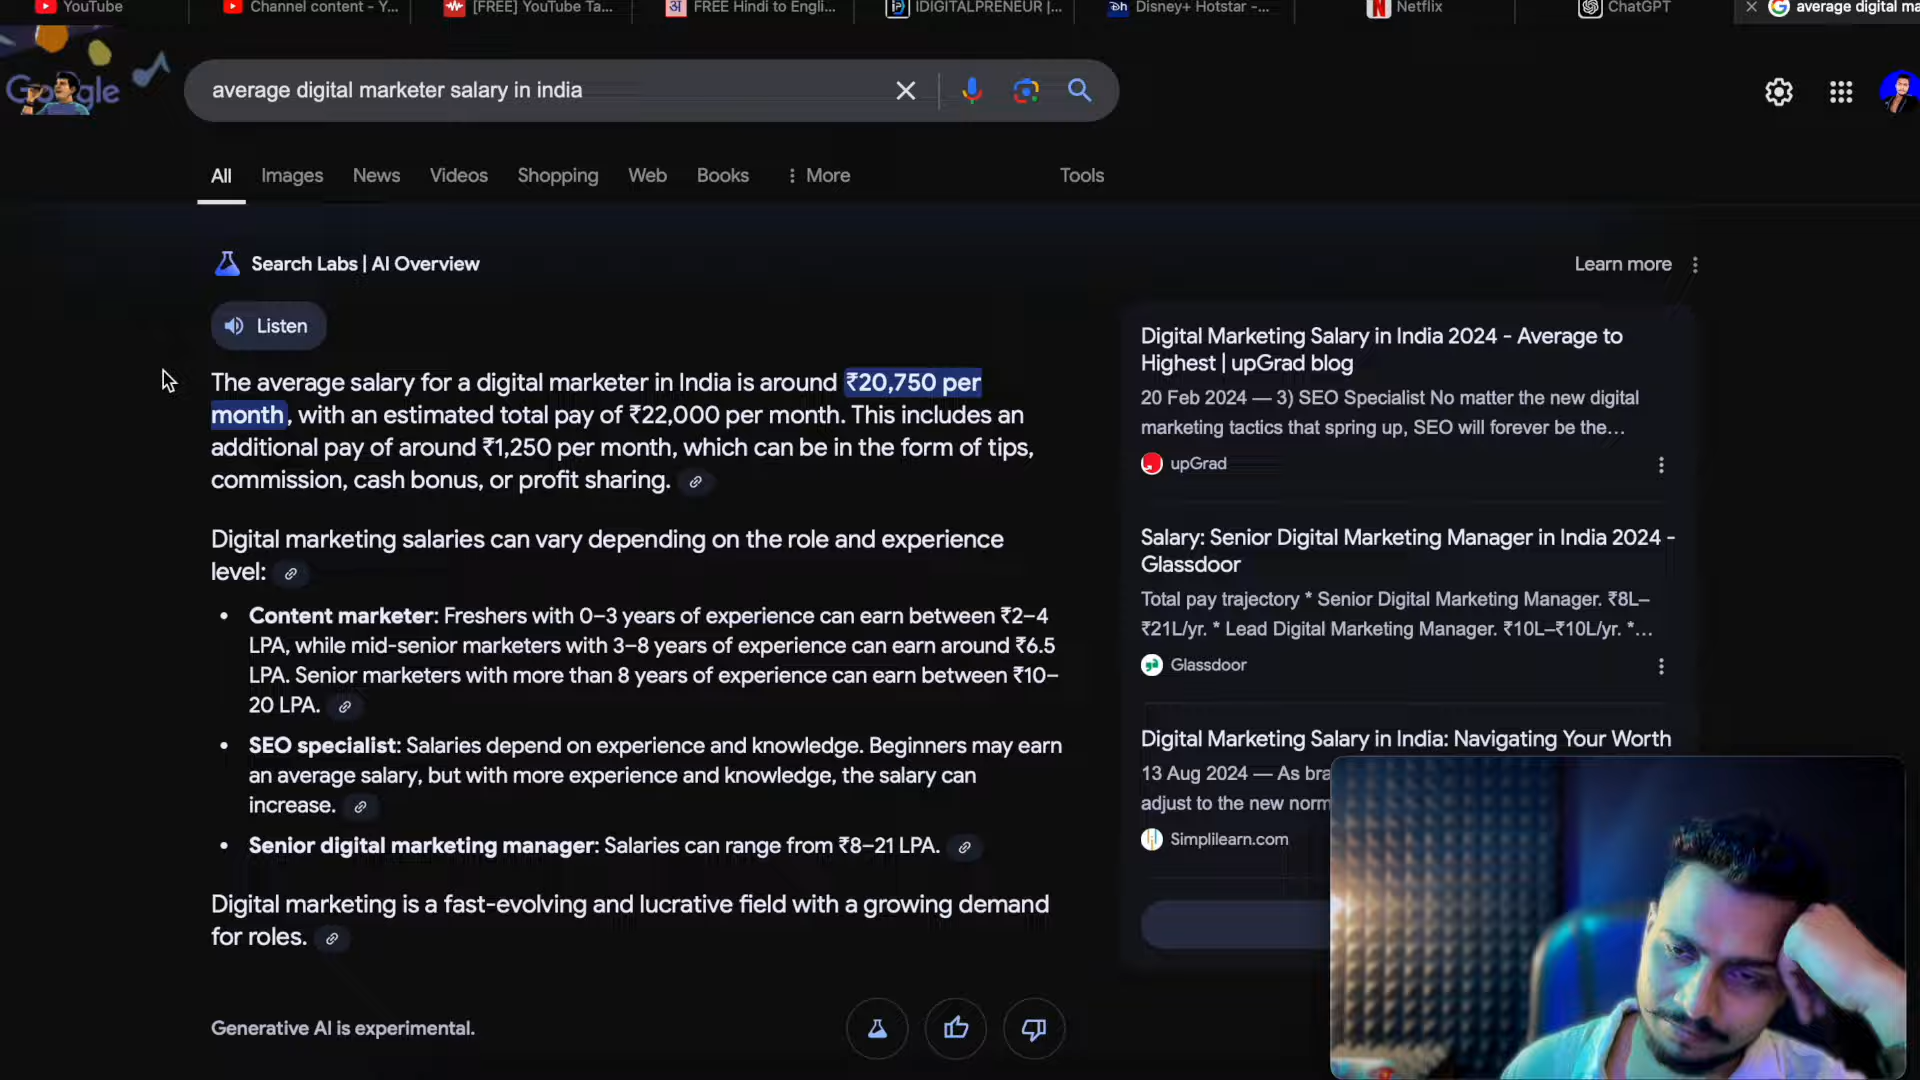 YouTube
Channel content - Y...
[FREE] YouTube Ta...
अ FREE Hindi to Engli...
IDIGITALPRENEUR |...
Disney+ Hotstar -...
Netflix
ChatGPT
average digital ma
Google
average digital marketer salary in india
All Images News Videos Shopping Web Books More Tools
Search Labs | AI Overview
Learn more
Listen
The average salary for a digital marketer in India is around ₹20,750 per
month, with an estimated total pay of ₹22,000 per month. This includes an
additional pay of around ₹1,250 per month, which can be in the form of tips,
commission, cash bonus, or profit sharing.
Digital marketing salaries can vary depending on the role and experience
level:
• Content marketer: Freshers with 0–3 years of experience can earn between ₹2–4
LPA, while mid-senior marketers with 3–8 years of experience can earn around ₹6.5
LPA. Senior marketers with more than 8 years of experience can earn between ₹10–
20 LPA.
• SEO specialist: Salaries depend on experience and knowledge. Beginners may earn
an average salary, but with more experience and knowledge, the salary can
increase.
• Senior digital marketing manager: Salaries can range from ₹8–21 LPA.
Digital marketing is a fast-evolving and lucrative field with a growing demand
for roles.
Generative AI is experimental.
Digital Marketing Salary in India 2024 - Average to
Highest | upGrad blog
20 Feb 2024 — 3) SEO Specialist No matter the new digital
marketing tactics that spring up, SEO will forever be the...
upGrad
Salary: Senior Digital Marketing Manager in India 2024 -
Glassdoor
Total pay trajectory * Senior Digital Marketing Manager. ₹8L–
₹21L/yr. * Lead Digital Marketing Manager. ₹10L–₹10L/yr. *...
Glassdoor
Digital Marketing Salary in India: Navigating Your Worth
13 Aug 2024 — As bra
adjust to the new norm
Simplilearn.com